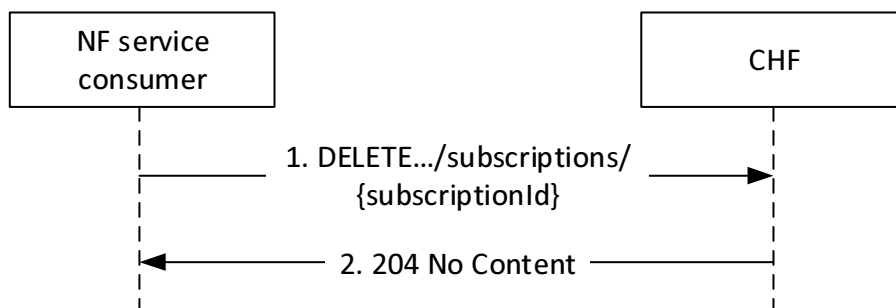 NF service
consumer
CHF
1. DELETE.../subscriptions/
{subscriptionId}
2. 204 No Content